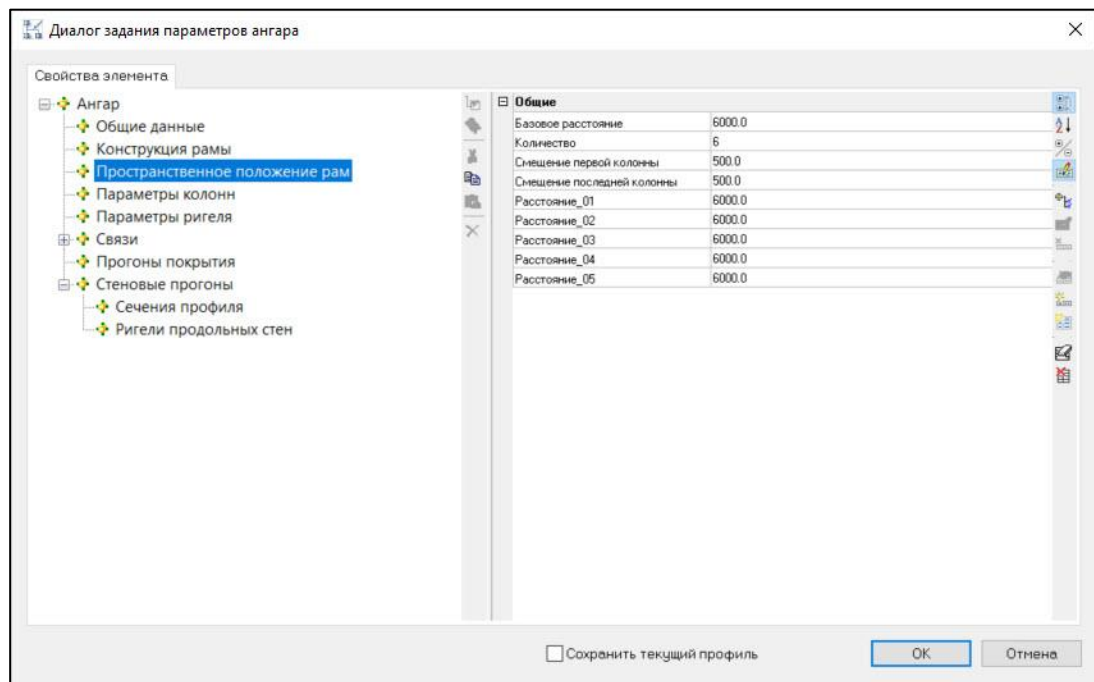 Диалог задания параметров ангара
Свойства элемента
Ангар
Общие данные
Конструкция рамы
Пространственное положение рам
Параметры колонн
Параметры ригеля
Связи
Прогоны покрытия
Стеновые прогоны
Сечения профиля
Ригели продольных стен
Общие
Базовое расстояние 6000.0
Количество 6
Смещение первой колонны 500.0
Смещение последней колонны 500.0
Расстояние_01 6000.0
Расстояние_02 6000.0
Расстояние_03 6000.0
Расстояние_04 6000.0
Расстояние_05 6000.0
Сохранить текущий профиль
OK
Отмена